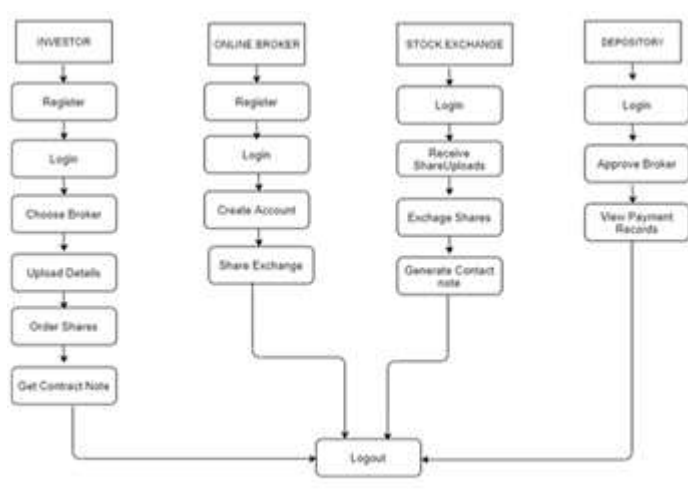 INVESTOR
Register
Login
Choose Broker
Upload Details
Order Shares
Get Contract Note
ONLINE BROKER
Register
Login
Create Account
Share Exchange
STOCK EXCHANGE
Login
Receive
ShareUploads
Exchage Shares
Generate Contact
note
DEPOSITORY
Login
Approve Broker
View Payment
Records
Logout